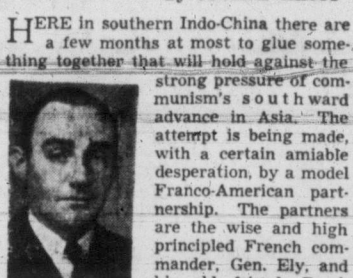 HERE in southern Indo-China there are
a few months at most to glue some-
thing together that will hold against the
strong pressure of com-
munism's southward
advance in Asia. The
attempt is being made,
with a certain amiable
desperation, by a model
Franco-American part-
nership. The partners
are the wise and high
principled French com-
mander, Gen. Ely, and